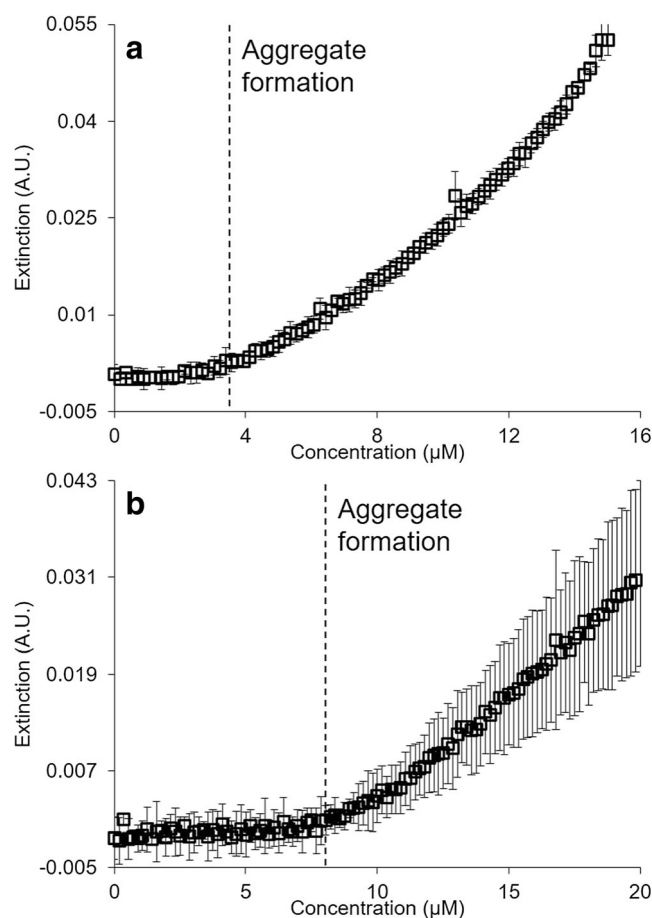 a
Aggregate
formation
0.055
0.04
0.025
0.01
-0.005
Extinction (A.U.)
0
4
8
12
16
Concentration (µM)
b
Aggregate
formation
0.043
0.031
0.019
0.007
-0.005
Extinction (A.U.)
0
5
10
15
20
Concentration (µM)